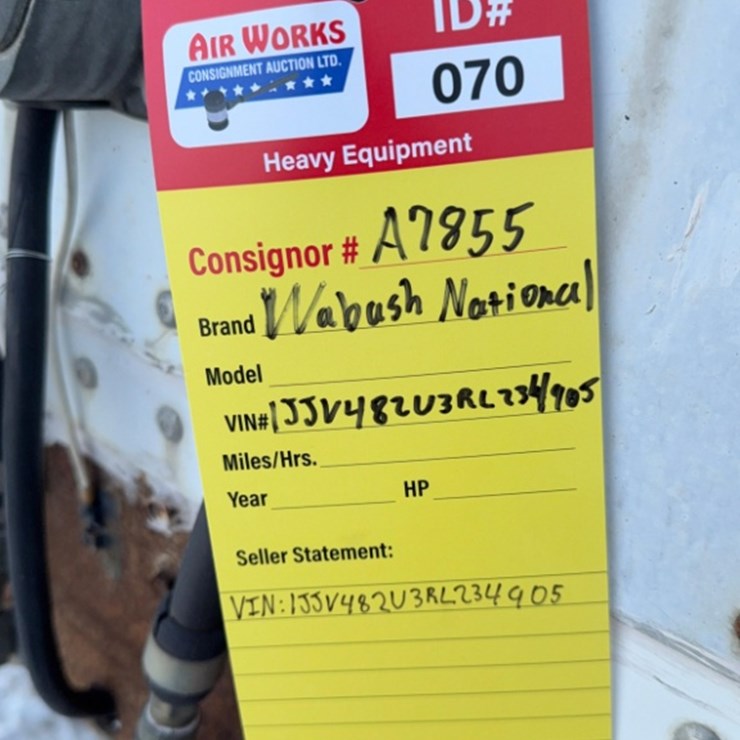 AIR WORKS
CONSIGNMENT AUCTION LTD.
ID#
070
Heavy Equipment
Consignor # A7855
Brand Wabash National
Model
VIN# 1JJV482U3RL234905
Miles/Hrs.
Year HP
Seller Statement:
VIN: 1JJV482U3RL234905